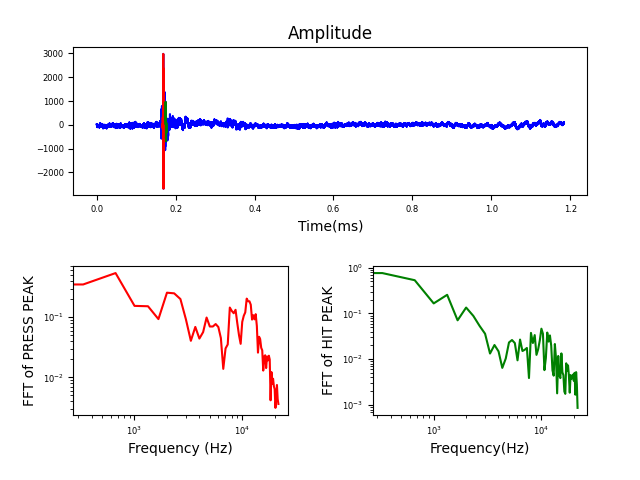 Amplitude
3000
2000
1000
0
−1000
−2000
0.0 0.2 0.4 0.6 0.8 1.0 1.2
Time(ms)
FFT of PRESS PEAK
10⁻¹
10⁻²
10³ 10⁴
Frequency (Hz)
FFT of HIT PEAK
10⁰
10⁻¹
10⁻²
10⁻³
10³ 10⁴
Frequency(Hz)